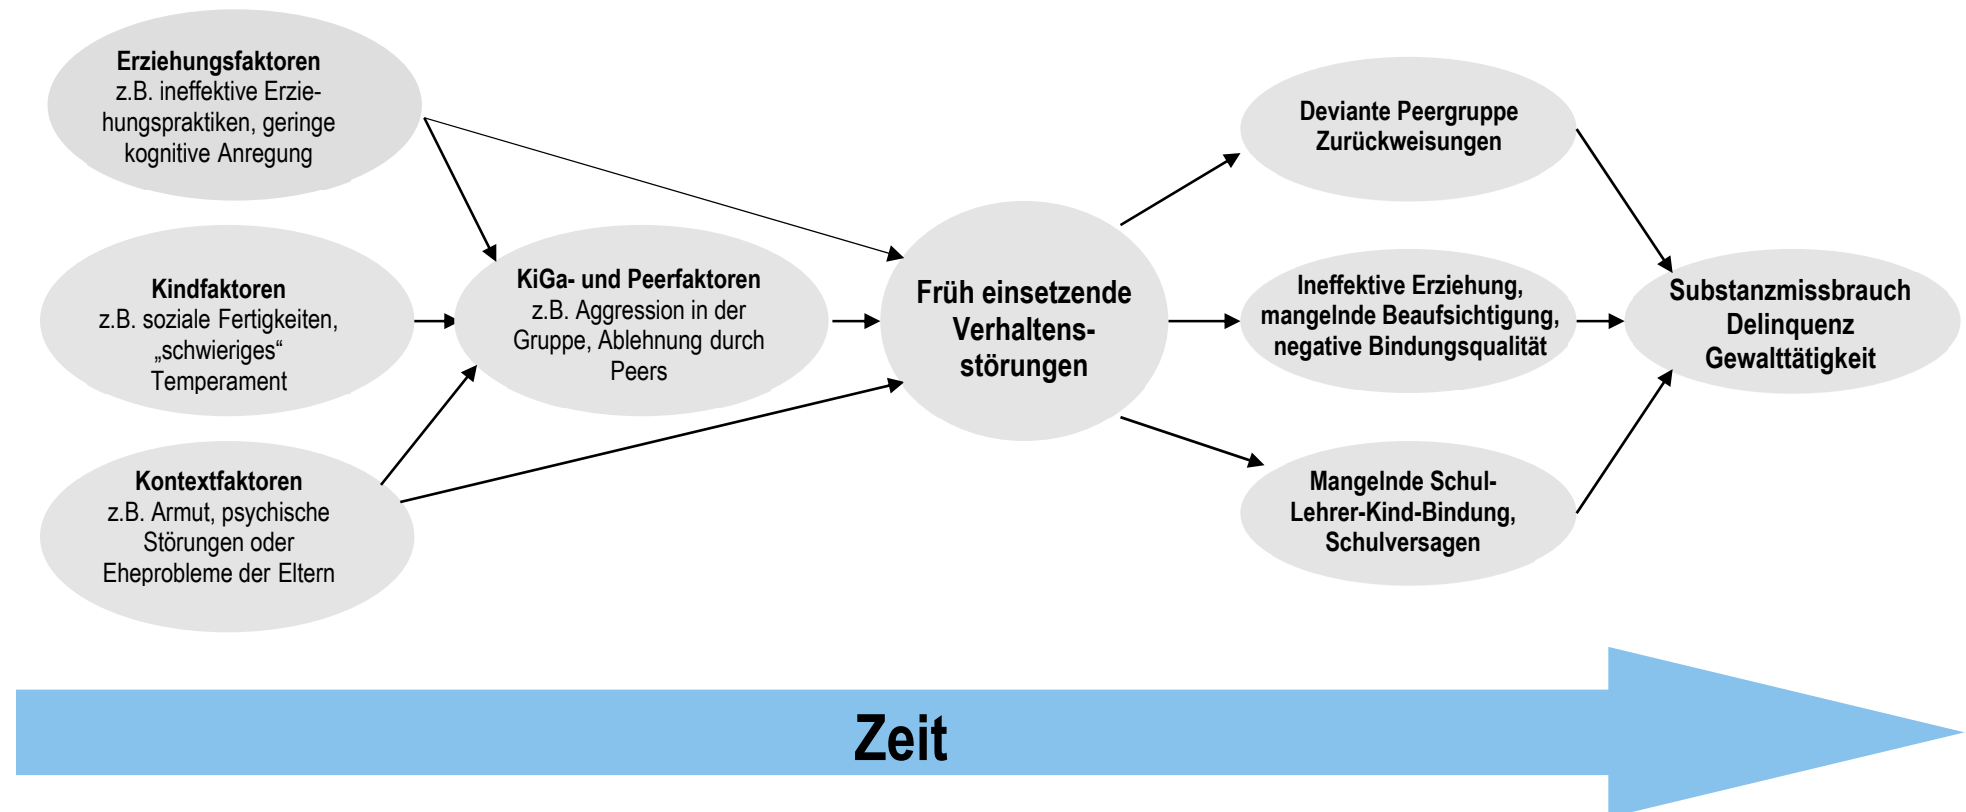 Erziehungsfaktoren
z.B. ineffektive Erzie-
hungspraktiken, geringe
kognitive Anregung
Kindfaktoren
z.B. soziale Fertigkeiten,
„schwieriges“
Temperament
Kontextfaktoren
z.B. Armut, psychische
Störungen oder
Eheprobleme der Eltern
KiGa- und Peerfaktoren
z.B. Aggression in der
Gruppe, Ablehnung durch
Peers
Früh einsetzende
Verhaltens-
störungen
Deviante Peergruppe
Zurückweisungen
Ineffektive Erziehung,
mangelnde Beaufsichtigung,
negative Bindungsqualität
Mangelnde Schul-
Lehrer-Kind-Bindung,
Schulversagen
Substanzmissbrauch
Delinquenz
Gewalttätigkeit
Zeit